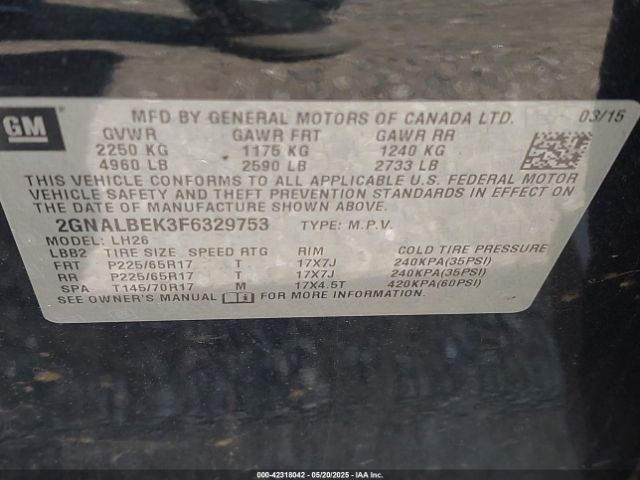 GM
MFD BY GENERAL MOTORS OF CANADA LTD. 03/15
GVWR GAWR FRT GAWR RR
2250 KG 1175 KG 1240 KG
4960 LB 2590 LB 2733 LB
THIS VEHICLE CONFORMS TO ALL APPLICABLE U.S. FEDERAL MOTOR
VEHICLE SAFETY AND THEFT PREVENTION STANDARDS IN EFFECT ON
THE DATE OF MANUFACTURE SHOWN ABOVE.
2GNALBEK3F6329753 TYPE: M.P.V.
MODEL: LH26
LBB2 TIRE SIZE SPEED RTG RIM COLD TIRE PRESSURE
FRT P225/65R17 T 17X7J 240KPA(35PSI)
RR P225/65R17 T 17X7J 240KPA(35PSI)
SPA T145/70R17 M 17X4.5T 420KPA(60PSI)
SEE OWNER'S MANUAL FOR MORE INFORMATION.
000-42318042 - 05/20/2025 - IAAI.COM